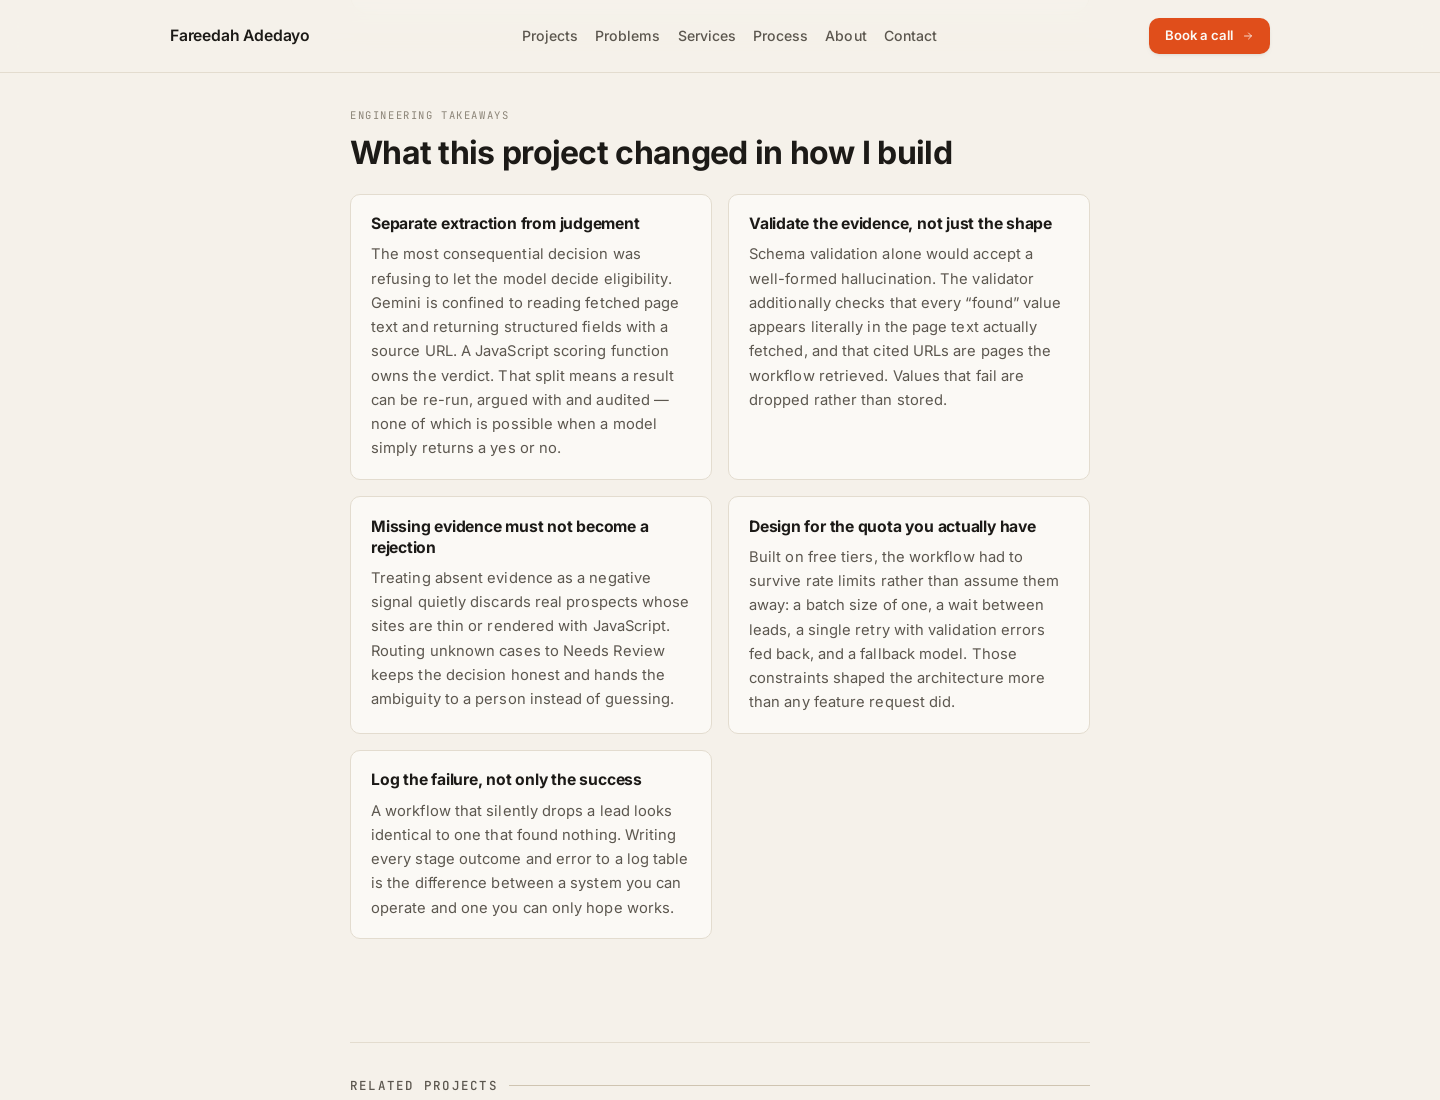 Fareedah Adedayo
Projects Problems Services Process About Contact
Book a call →
ENGINEERING TAKEAWAYS
What this project changed in how I build
Separate extraction from judgement
The most consequential decision was
refusing to let the model decide eligibility.
Gemini is confined to reading fetched page
text and returning structured fields with a
source URL. A JavaScript scoring function
owns the verdict. That split means a result
can be re-run, argued with and audited —
none of which is possible when a model
simply returns a yes or no.
Validate the evidence, not just the shape
Schema validation alone would accept a
well-formed hallucination. The validator
additionally checks that every “found” value
appears literally in the page text actually
fetched, and that cited URLs are pages the
workflow retrieved. Values that fail are
dropped rather than stored.
Missing evidence must not become a
rejection
Treating absent evidence as a negative
signal quietly discards real prospects whose
sites are thin or rendered with JavaScript.
Routing unknown cases to Needs Review
keeps the decision honest and hands the
ambiguity to a person instead of guessing.
Design for the quota you actually have
Built on free tiers, the workflow had to
survive rate limits rather than assume them
away: a batch size of one, a wait between
leads, a single retry with validation errors
fed back, and a fallback model. Those
constraints shaped the architecture more
than any feature request did.
Log the failure, not only the success
A workflow that silently drops a lead looks
identical to one that found nothing. Writing
every stage outcome and error to a log table
is the difference between a system you can
operate and one you can only hope works.
RELATED PROJECTS